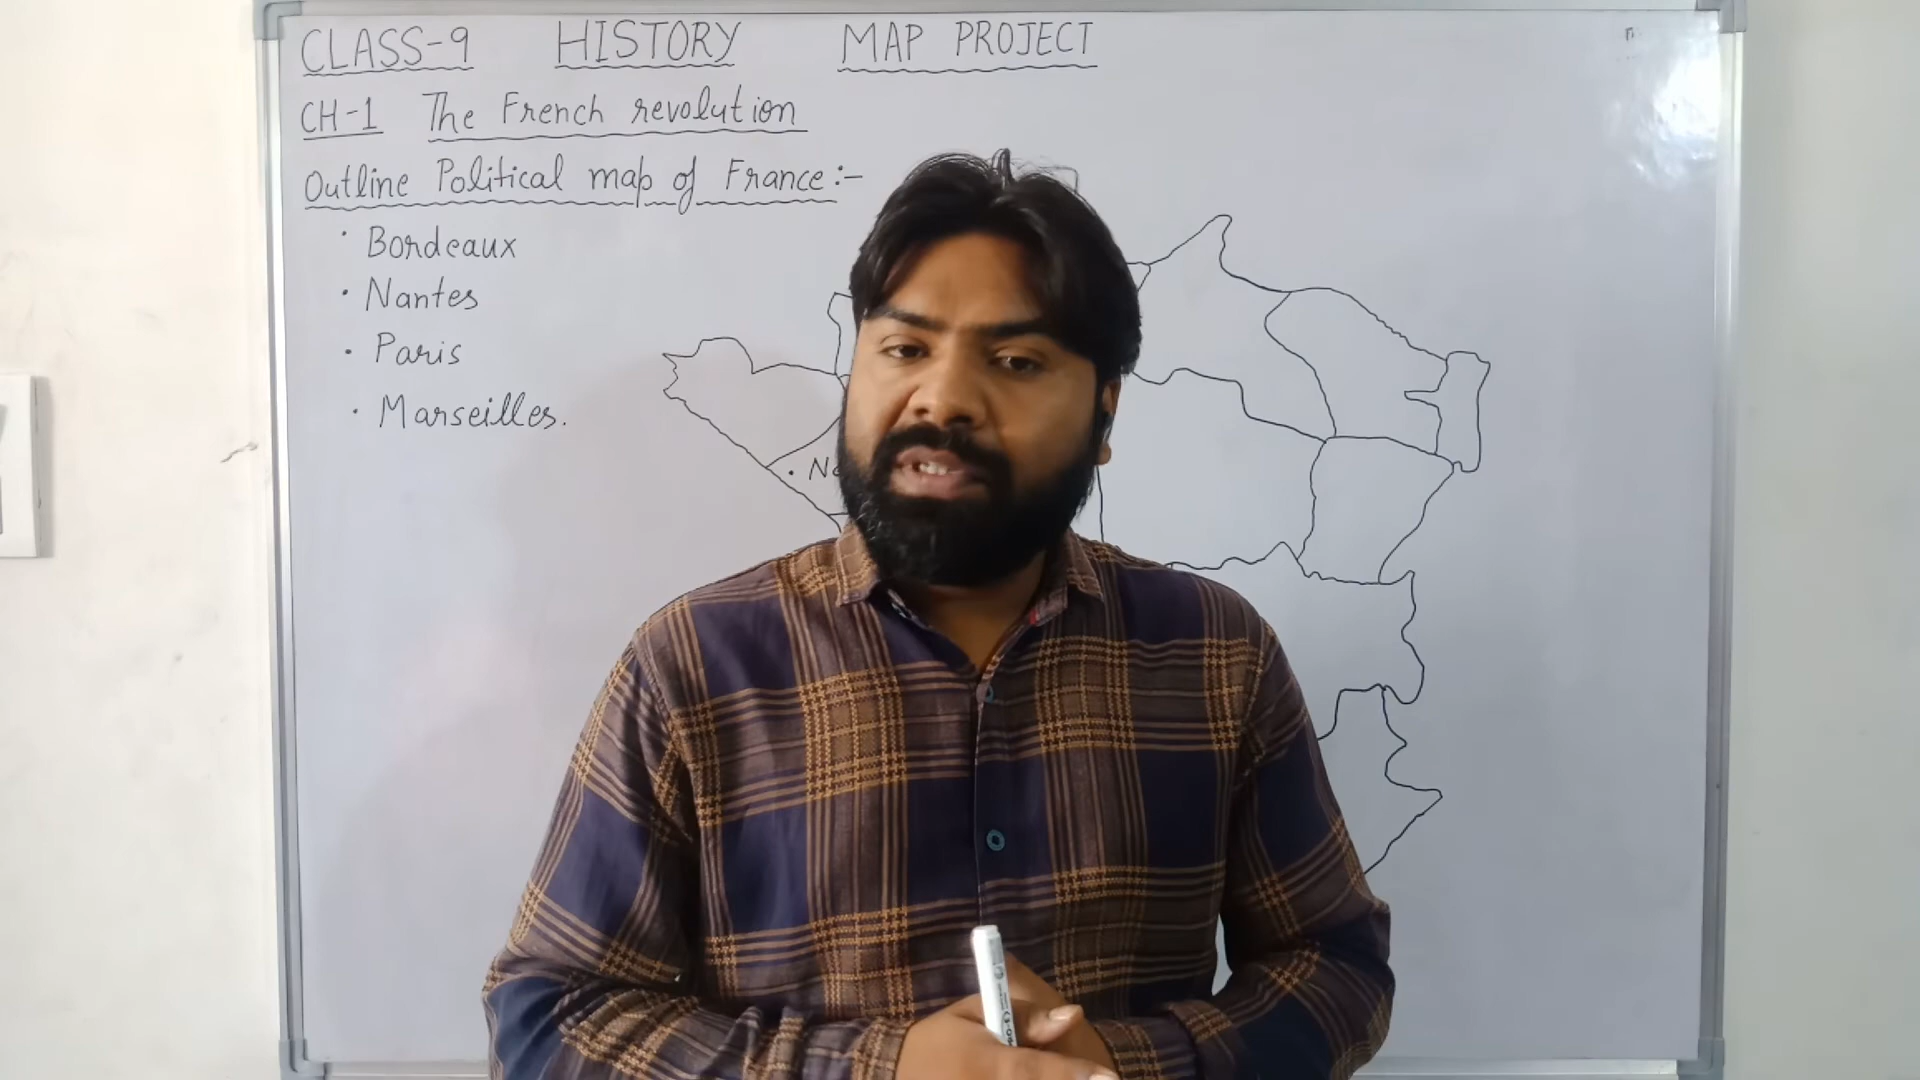 CLASS-9 HISTORY MAP PROJECT
CH-1 The French revolution
Outline Political map of France:-
• Bordeaux
• Nantes
• Paris
• Marseilles.